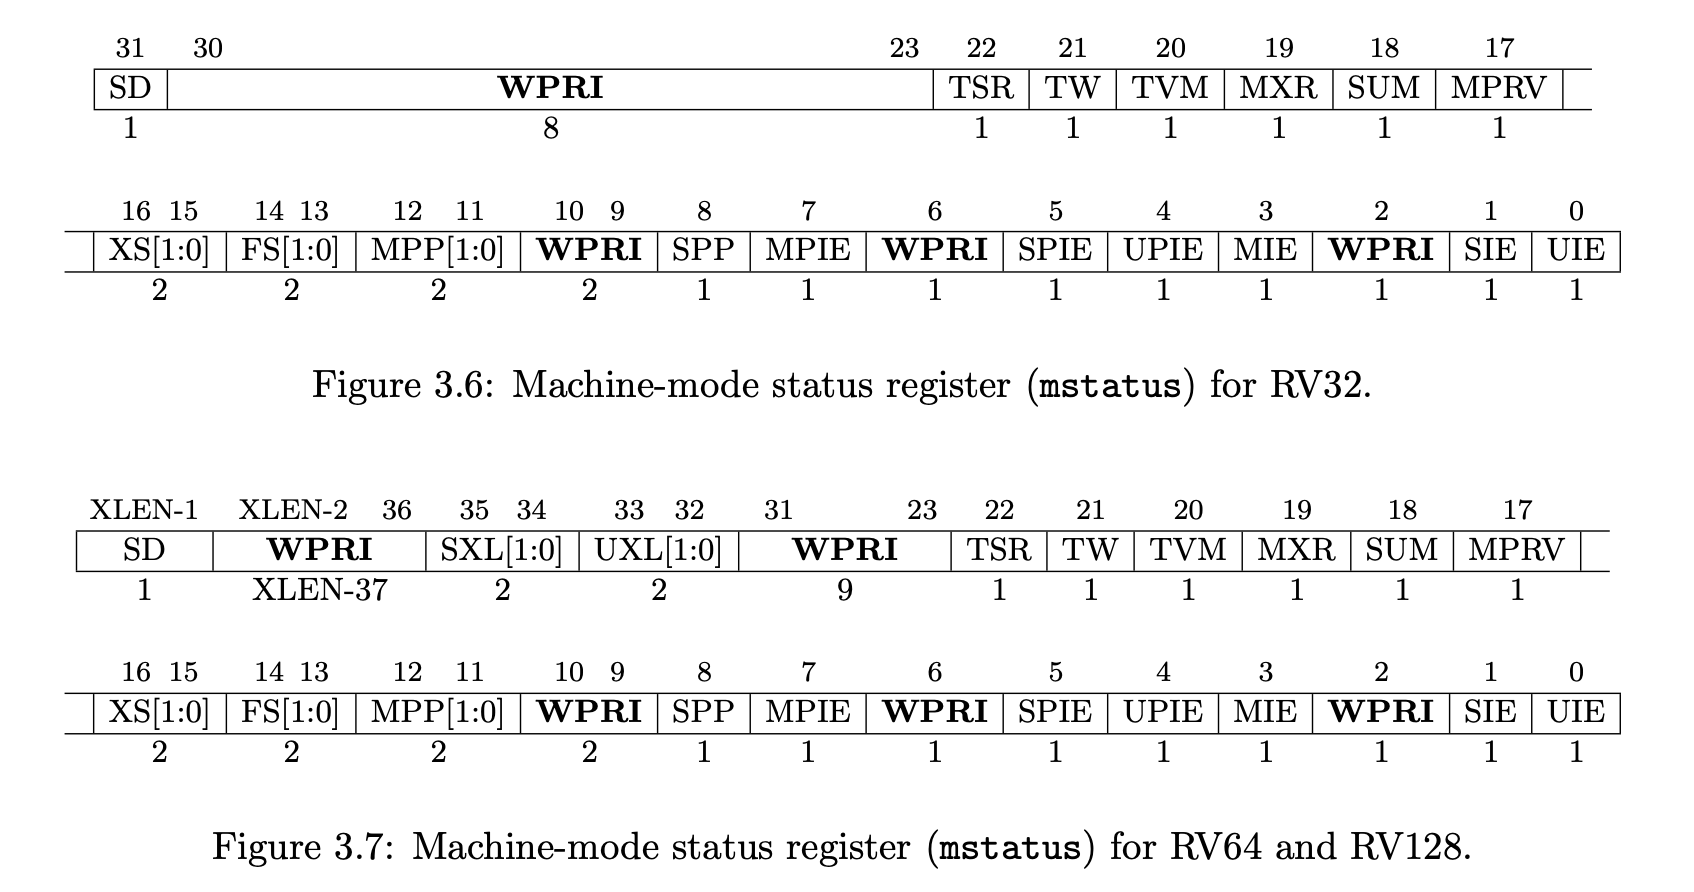 31 30 23 22 21 20 19 18 17
SD WPRI TSR TW TVM MXR SUM MPRV
1 8 1 1 1 1 1 1
16 15 14 13 12 11 10 9 8 7 6 5 4 3 2 1 0
XS[1:0] FS[1:0] MPP[1:0] WPRI SPP MPIE WPRI SPIE UPIE MIE WPRI SIE UIE
2 2 2 2 1 1 1 1 1 1 1 1 1
Figure 3.6: Machine-mode status register (mstatus) for RV32.
XLEN-1 XLEN-2 36 35 34 33 32 31 23 22 21 20 19 18 17
SD WPRI SXL[1:0] UXL[1:0] WPRI TSR TW TVM MXR SUM MPRV
1 XLEN-37 2 2 9 1 1 1 1 1 1
16 15 14 13 12 11 10 9 8 7 6 5 4 3 2 1 0
XS[1:0] FS[1:0] MPP[1:0] WPRI SPP MPIE WPRI SPIE UPIE MIE WPRI SIE UIE
2 2 2 2 1 1 1 1 1 1 1 1 1
Figure 3.7: Machine-mode status register (mstatus) for RV64 and RV128.